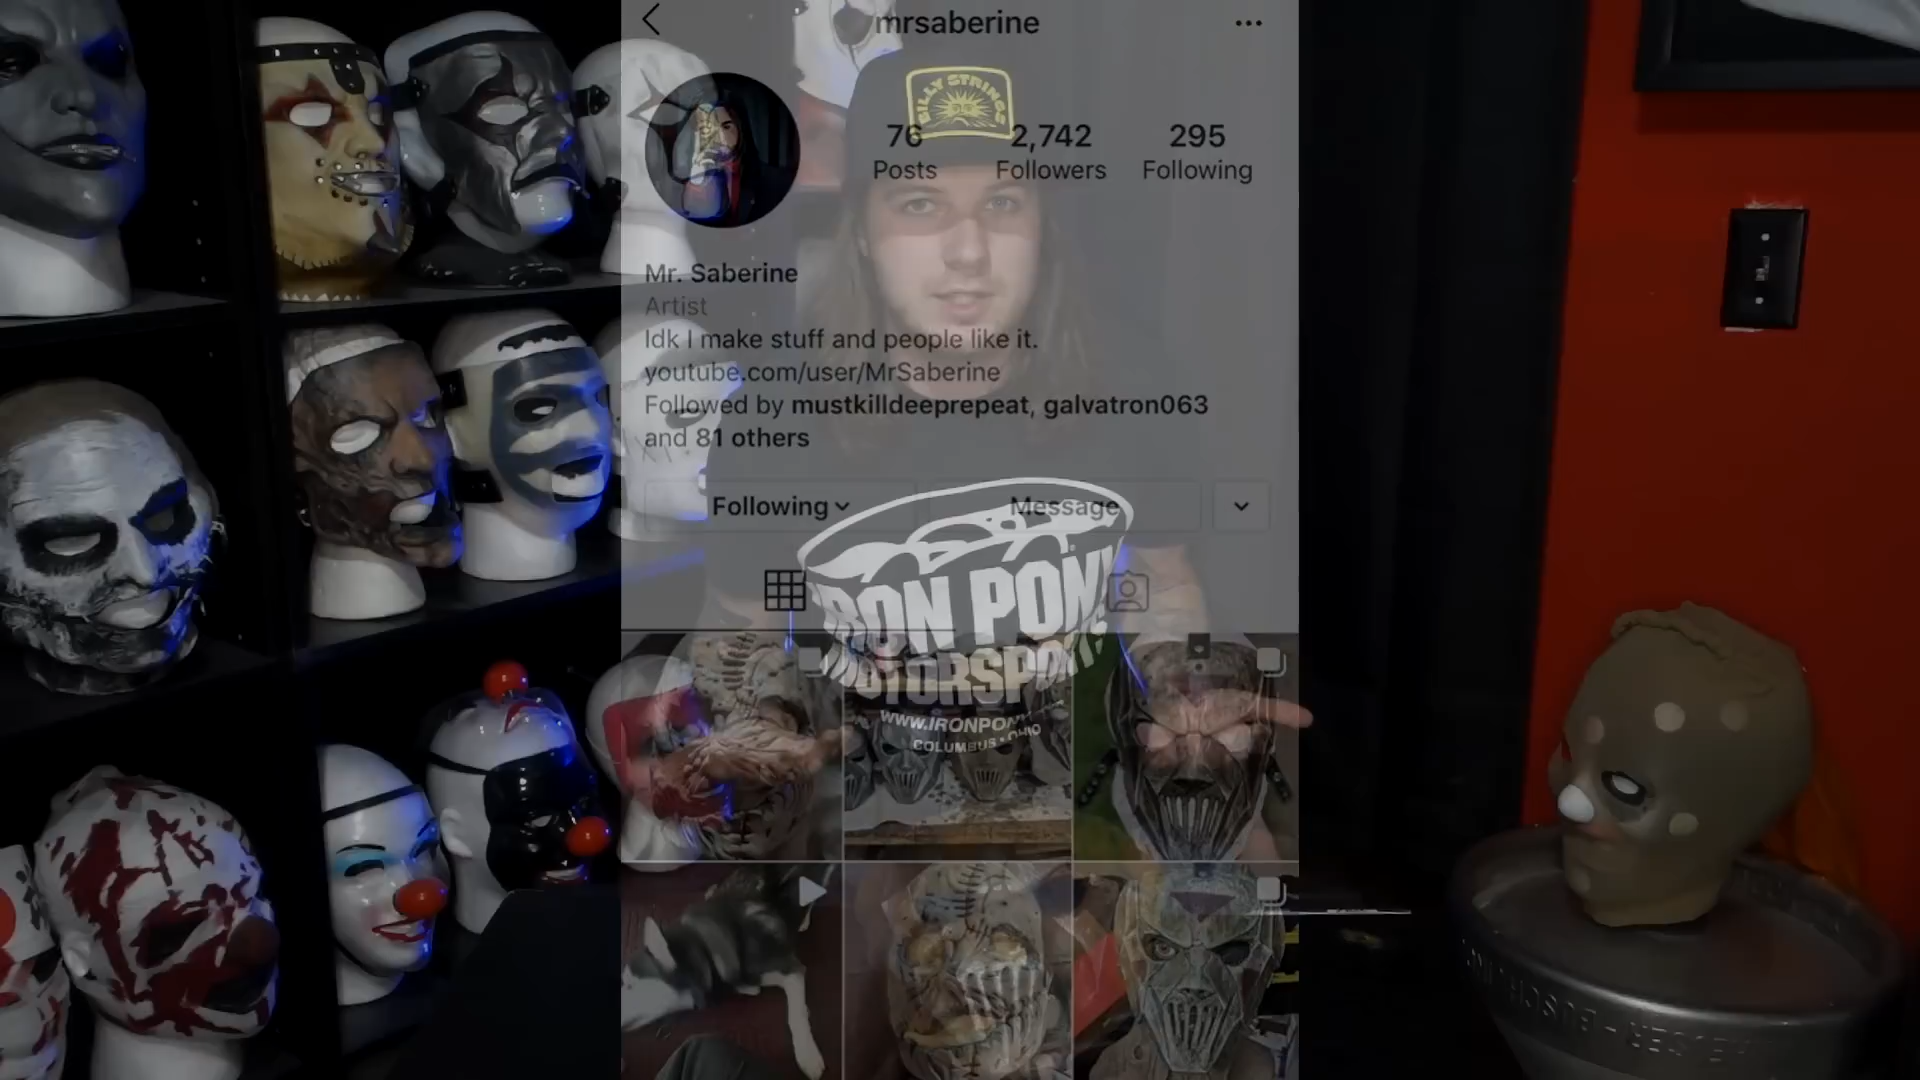 mrsaberine
BILLY STRINGS
76
2,742
295
Posts
Followers
Following
Mr. Saberine
Artist
Idk I make stuff and people like it.
youtube.com/user/MrSaberine
Followed by mustkilldeeprepeat, galvatron063
and 81 others
Following
Message
IRON PONY
MOTORSPORTS
WWW.IRONPONY
COLUMBUS • OHIO